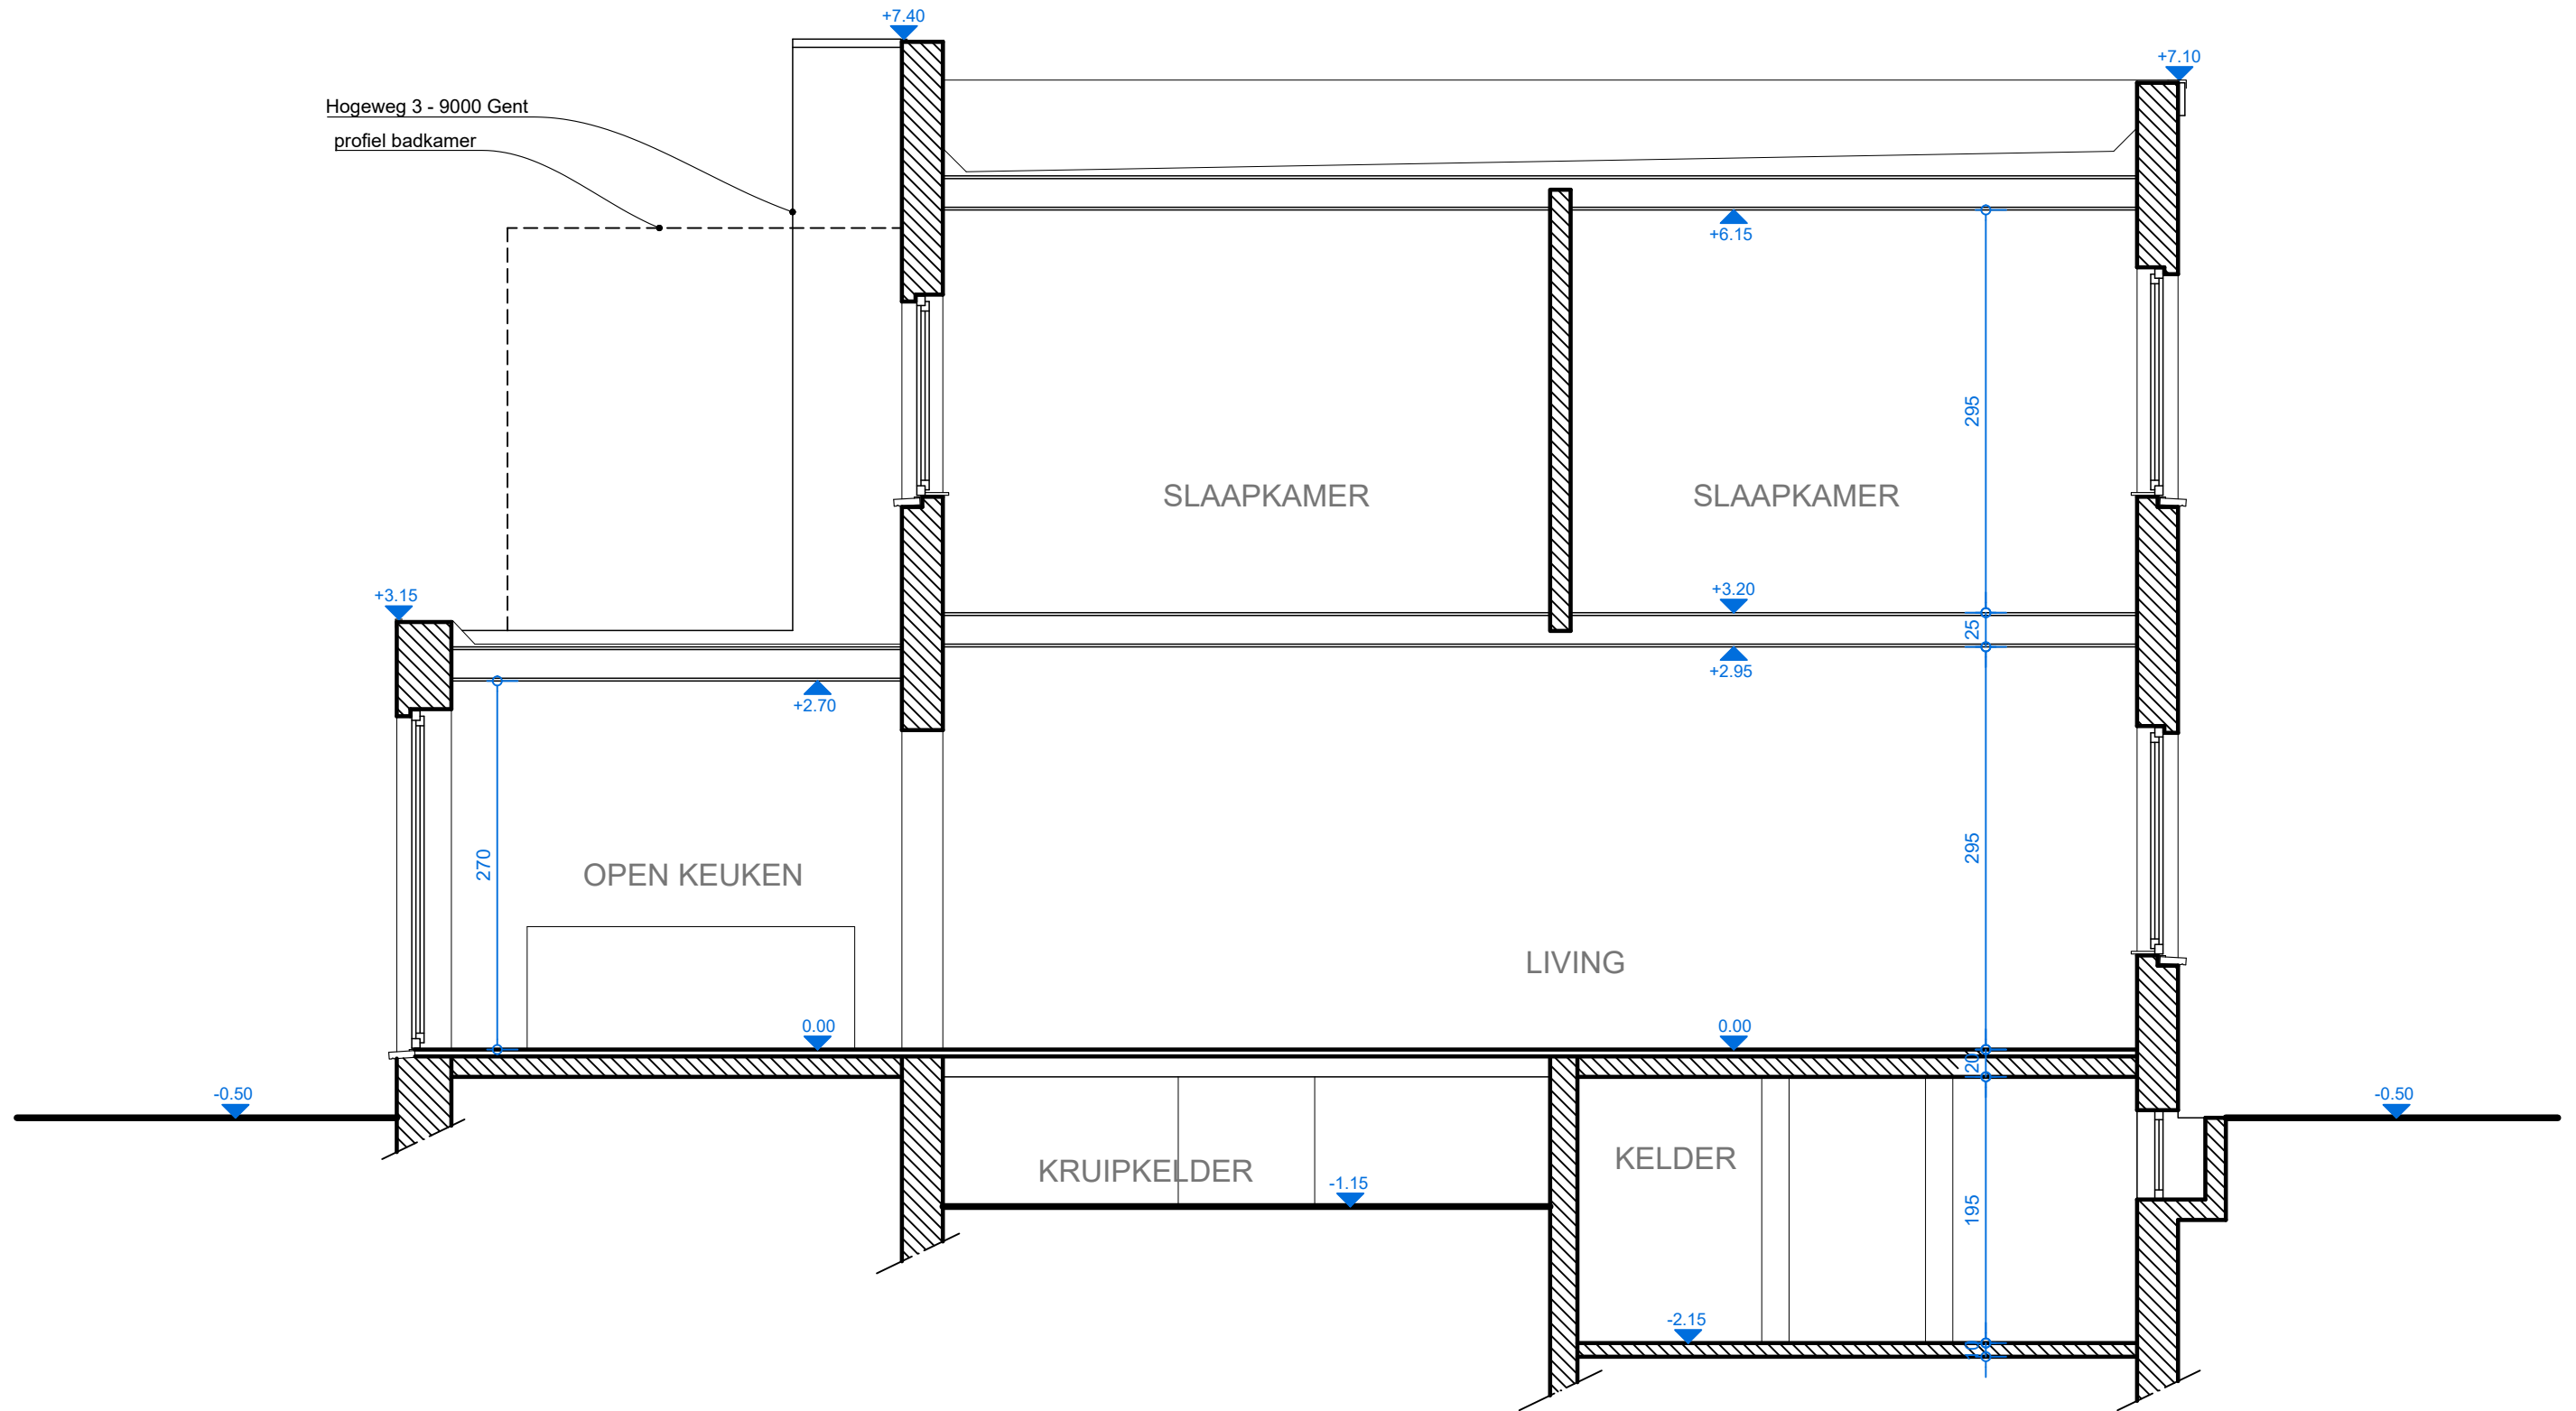 +7.40
+7.10
Hogeweg 3 - 9000 Gent
profiel badkamer
+6.15
295
SLAAPKAMER
SLAAPKAMER
+3.15
+3.20
25
+2.95
+2.70
270
295
OPEN KEUKEN
LIVING
0.00
0.00
20
-0.50
-0.50
KRUIPKELDER
KELDER
-1.15
195
-2.15
10